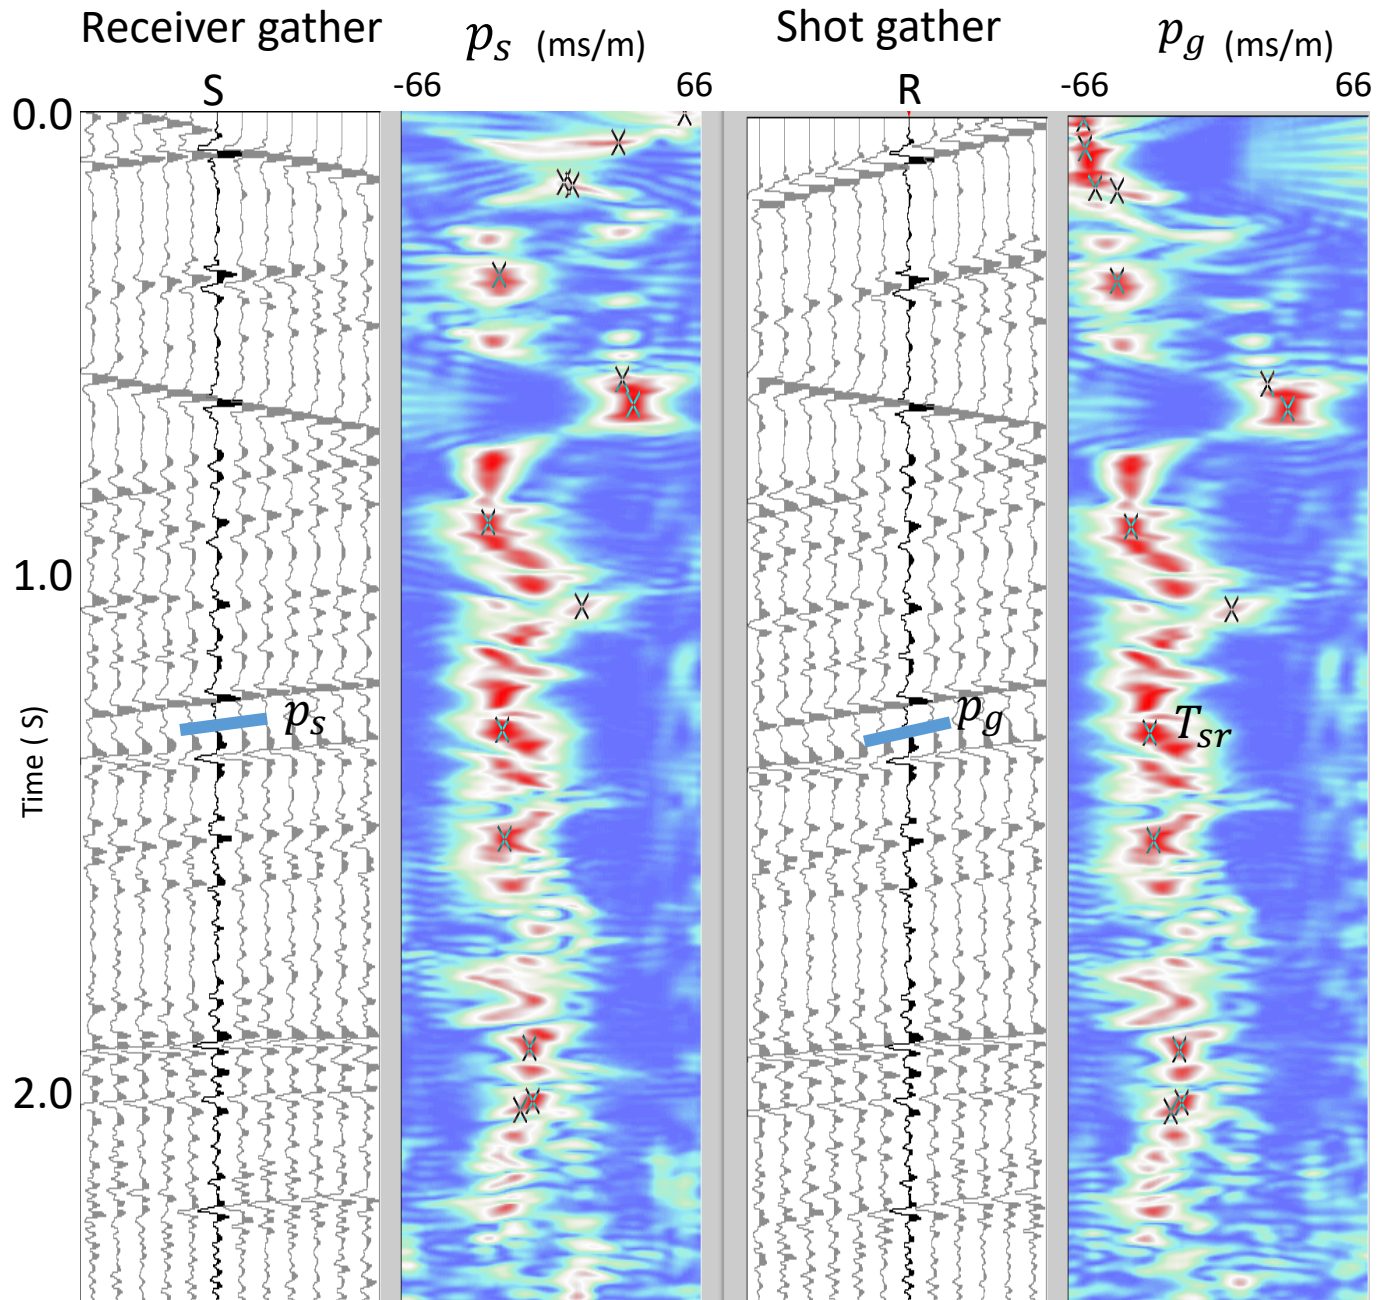 Receiver gather
p_s (ms/m)
Shot gather
p_g (ms/m)
S
-66
66
R
-66
66
0.0
1.0
Time (s)
2.0
p_s
p_g
T_sr